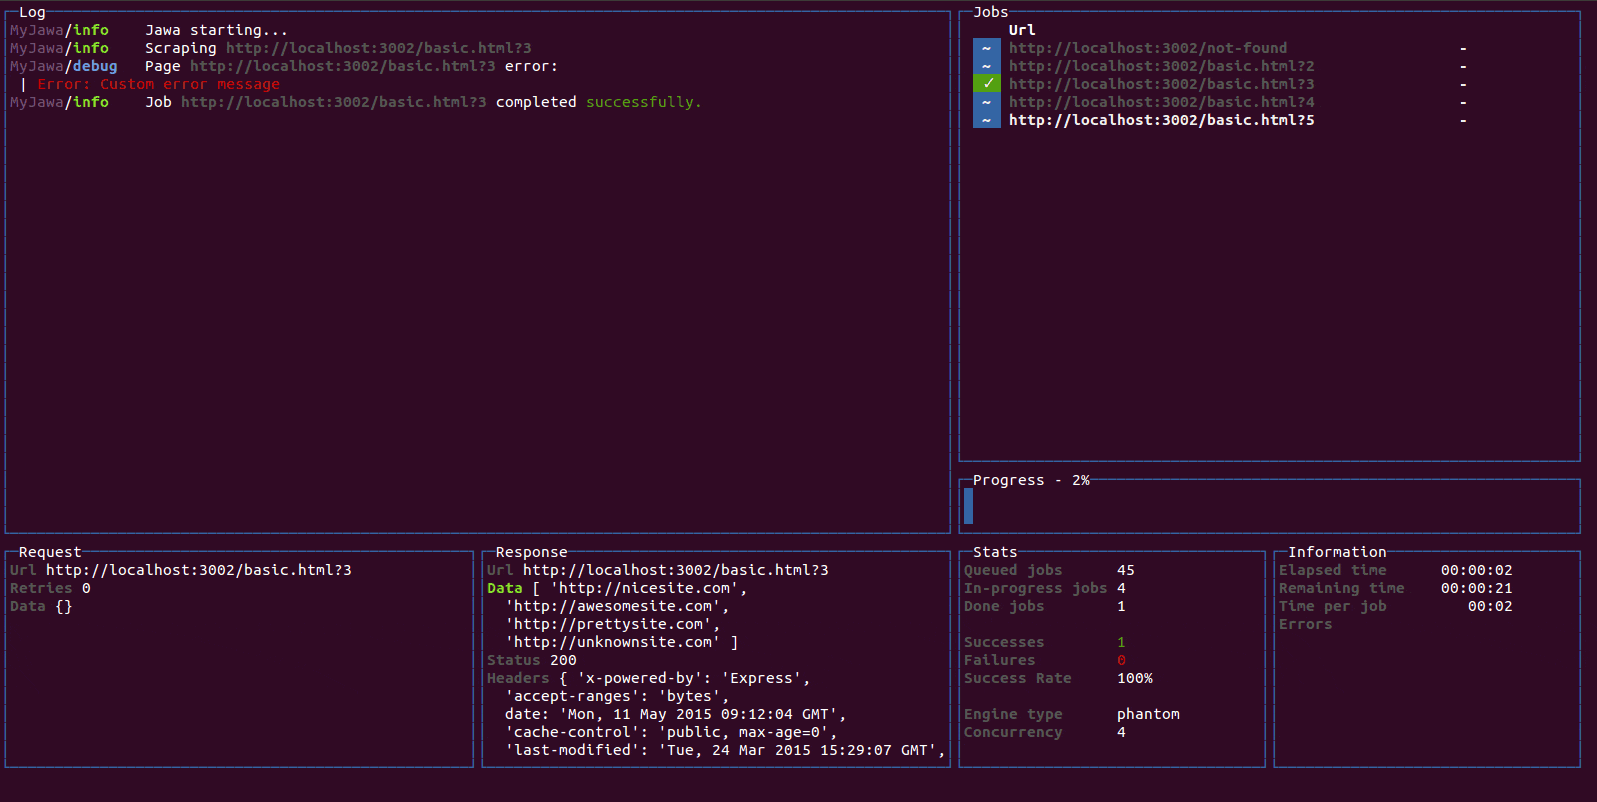 Log
MyJawa/info    Jawa starting...
MyJawa/info    Scraping http://localhost:3002/basic.html?3
MyJawa/debug   Page http://localhost:3002/basic.html?3 error:
| Error: Custom error message
MyJawa/info    Job http://localhost:3002/basic.html?3 completed successfully.
Jobs
Url
~ http://localhost:3002/not-found -
~ http://localhost:3002/basic.html?2 -
✓ http://localhost:3002/basic.html?3 -
~ http://localhost:3002/basic.html?4 -
~ http://localhost:3002/basic.html?5 -
Progress - 2%
Request
Url http://localhost:3002/basic.html?3
Retries 0
Data {}
Response
Url http://localhost:3002/basic.html?3
Data [ 'http://nicesite.com',
'http://awesomesite.com',
'http://prettysite.com',
'http://unknownsite.com' ]
Status 200
Headers { 'x-powered-by': 'Express',
'accept-ranges': 'bytes',
date: 'Mon, 11 May 2015 09:12:04 GMT',
'cache-control': 'public, max-age=0',
'last-modified': 'Tue, 24 Mar 2015 15:29:07 GMT',
Stats
Queued jobs 45
In-progress jobs 4
Done jobs 1
Successes 1
Failures 0
Success Rate 100%
Engine type phantom
Concurrency 4
Information
Elapsed time 00:00:02
Remaining time 00:00:21
Time per job 00:02
Errors